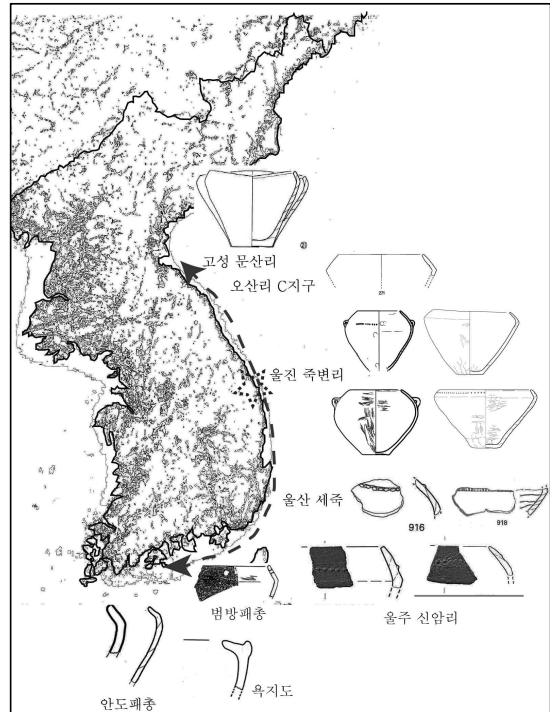 ②
고성 문산리
오산리 C지구
271
울진 죽변리
울산 세죽
916
918
범방패총
울주 신암리
안도패총
욕지도